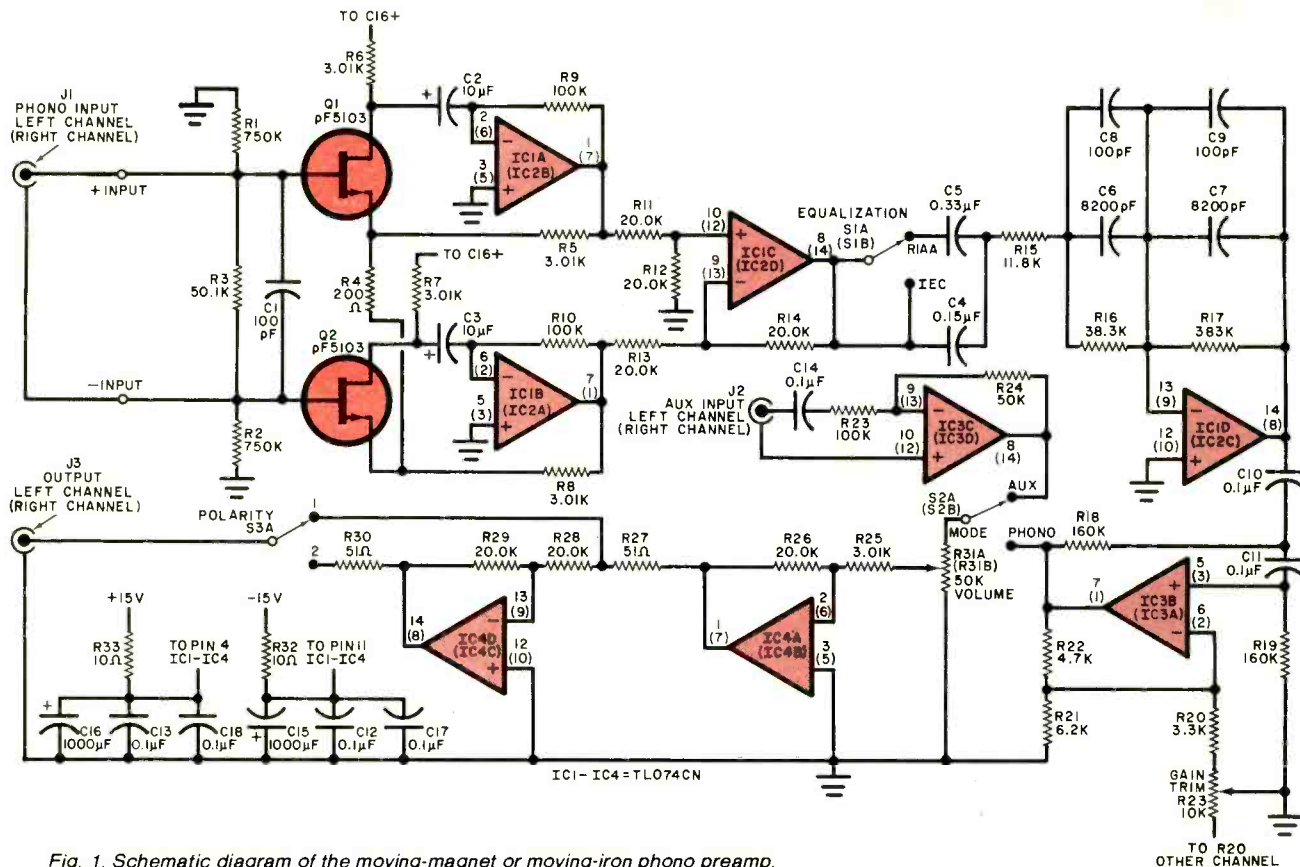 TO C16+
R6
3.01K
J1
PHONO INPUT
LEFT CHANNEL
(RIGHT CHANNEL)
R1
750K
Q1
pF5103
C2
10µF
+
R9
100K
2
(6)
−
IC1A
(IC2B)
3
(5)
+
1
(7)
+INPUT
R3
50.1K
C1
100
pF
R4
200
Ω
TO C16+
R7
3.01K
R5
3.01K
R11
20.0K
R12
20.0K
10
(12)
+
IC1C
(IC2D)
9
(13)
−
8
(14)
EQUALIZATION
S1A
(S1B)
RIAA
IEC
C5
0.33µF
C4
0.15µF
R15
11.8K
C8
100pF
C9
100pF
C6
8200pF
C7
8200pF
R16
38.3K
R17
383K
Q2
pF5103
C3
10µF
+
R10
100K
R13
20.0K
R14
20.0K
6
(2)
−
IC1B
(IC2A)
5
(3)
+
7
(1)
−INPUT
R2
750K
R8
3.01K
J2
AUX INPUT
LEFT CHANNEL
(RIGHT CHANNEL)
C14
0.1µF
R23
100K
9
(13)
−
IC3C
(IC3D)
10
(12)
+
8
(14)
R24
50K
13
(9)
−
IC1D
(IC2C)
12
(10)
+
14
(8)
C10
0.1µF
J3
OUTPUT
LEFT CHANNEL
(RIGHT CHANNEL)
POLARITY
S3A
1
2
R30
51Ω
R29
20.0K
R28
20.0K
R27
51Ω
R26
20.0K
R25
3.01K
S2A
(S2B)
AUX
MODE
PHONO
R31A
(R31B)
50K
VOLUME
R18
160K
C11
0.1µF
7
(1)
IC3B
(IC3A)
5
(3)
+
6
(2)
−
R22
4.7K
R19
160K
R21
6.2K
R20
3.3K
GAIN
TRIM
R23
10K
TO R20
OTHER CHANNEL
14
(8)
IC4D
(IC4C)
13
(9)
−
12
(10)
+
1
(7)
IC4A
(IC4B)
2
(6)
−
3
(5)
+
+15V
R33
10Ω
TO PIN 4
IC1-IC4
−15V
R32
10Ω
TO PIN 11
IC1-IC4
+
C16
1000µF
C13
0.1µF
C18
0.1µF
C15
1000µF
+
C12
0.1µF
C17
0.1µF
IC1-IC4=TL074CN
Fig. 1. Schematic diagram of the moving-magnet or moving-iron phono preamp.